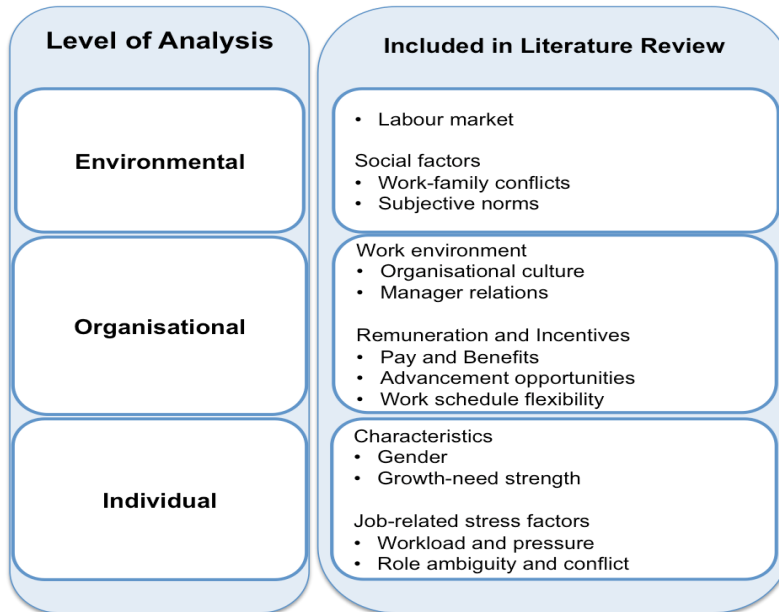 Level of Analysis
Included in Literature Review
Environmental
• Labour market
Social factors
• Work-family conflicts
• Subjective norms
Organisational
Work environment
• Organisational culture
• Manager relations
Remuneration and Incentives
• Pay and Benefits
• Advancement opportunities
• Work schedule flexibility
Individual
Characteristics
• Gender
• Growth-need strength
Job-related stress factors
• Workload and pressure
• Role ambiguity and conflict